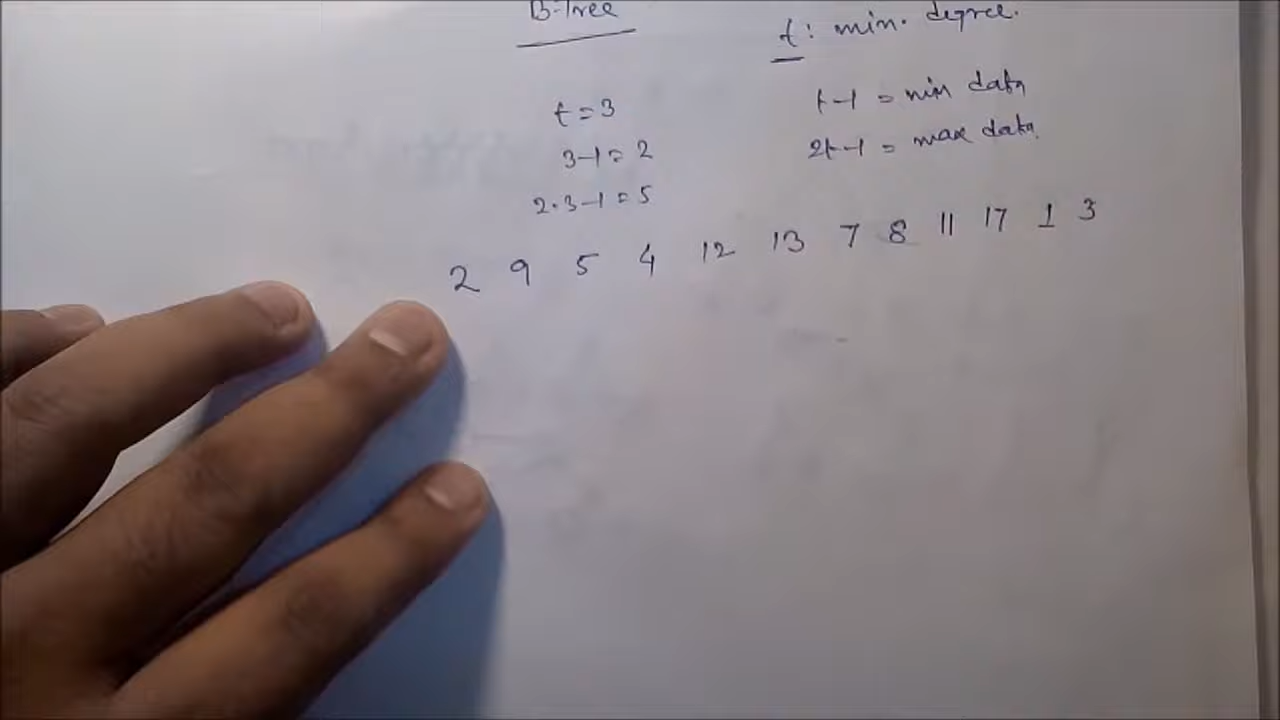 B-Tree
t : min. degree.
t = 3
t-1 = min data
3-1 = 2
2t-1 = max data.
2·3-1 = 5
2 9 5 4 12 13 7 8 11 17 1 3